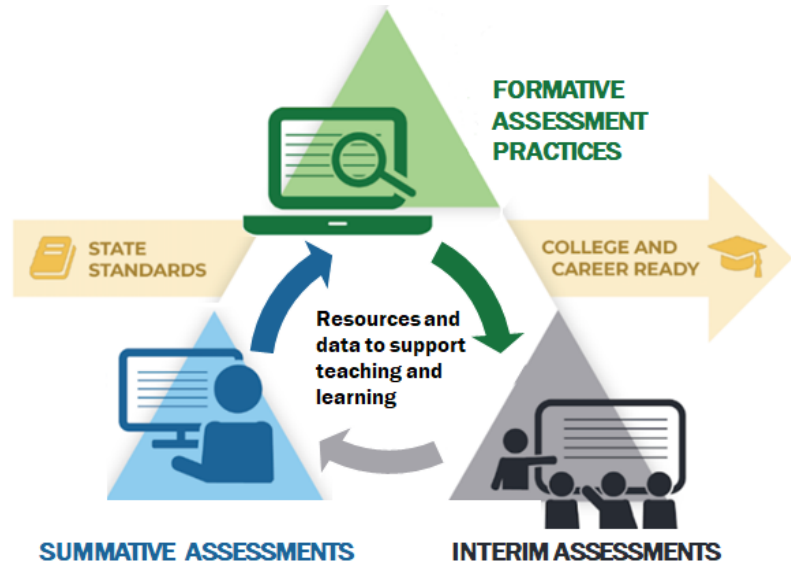 FORMATIVE
ASSESSMENT
PRACTICES
STATE
STANDARDS
COLLEGE AND
CAREER READY
Resources and
data to support
teaching and
learning
SUMMATIVE ASSESSMENTS
INTERIM ASSESSMENTS